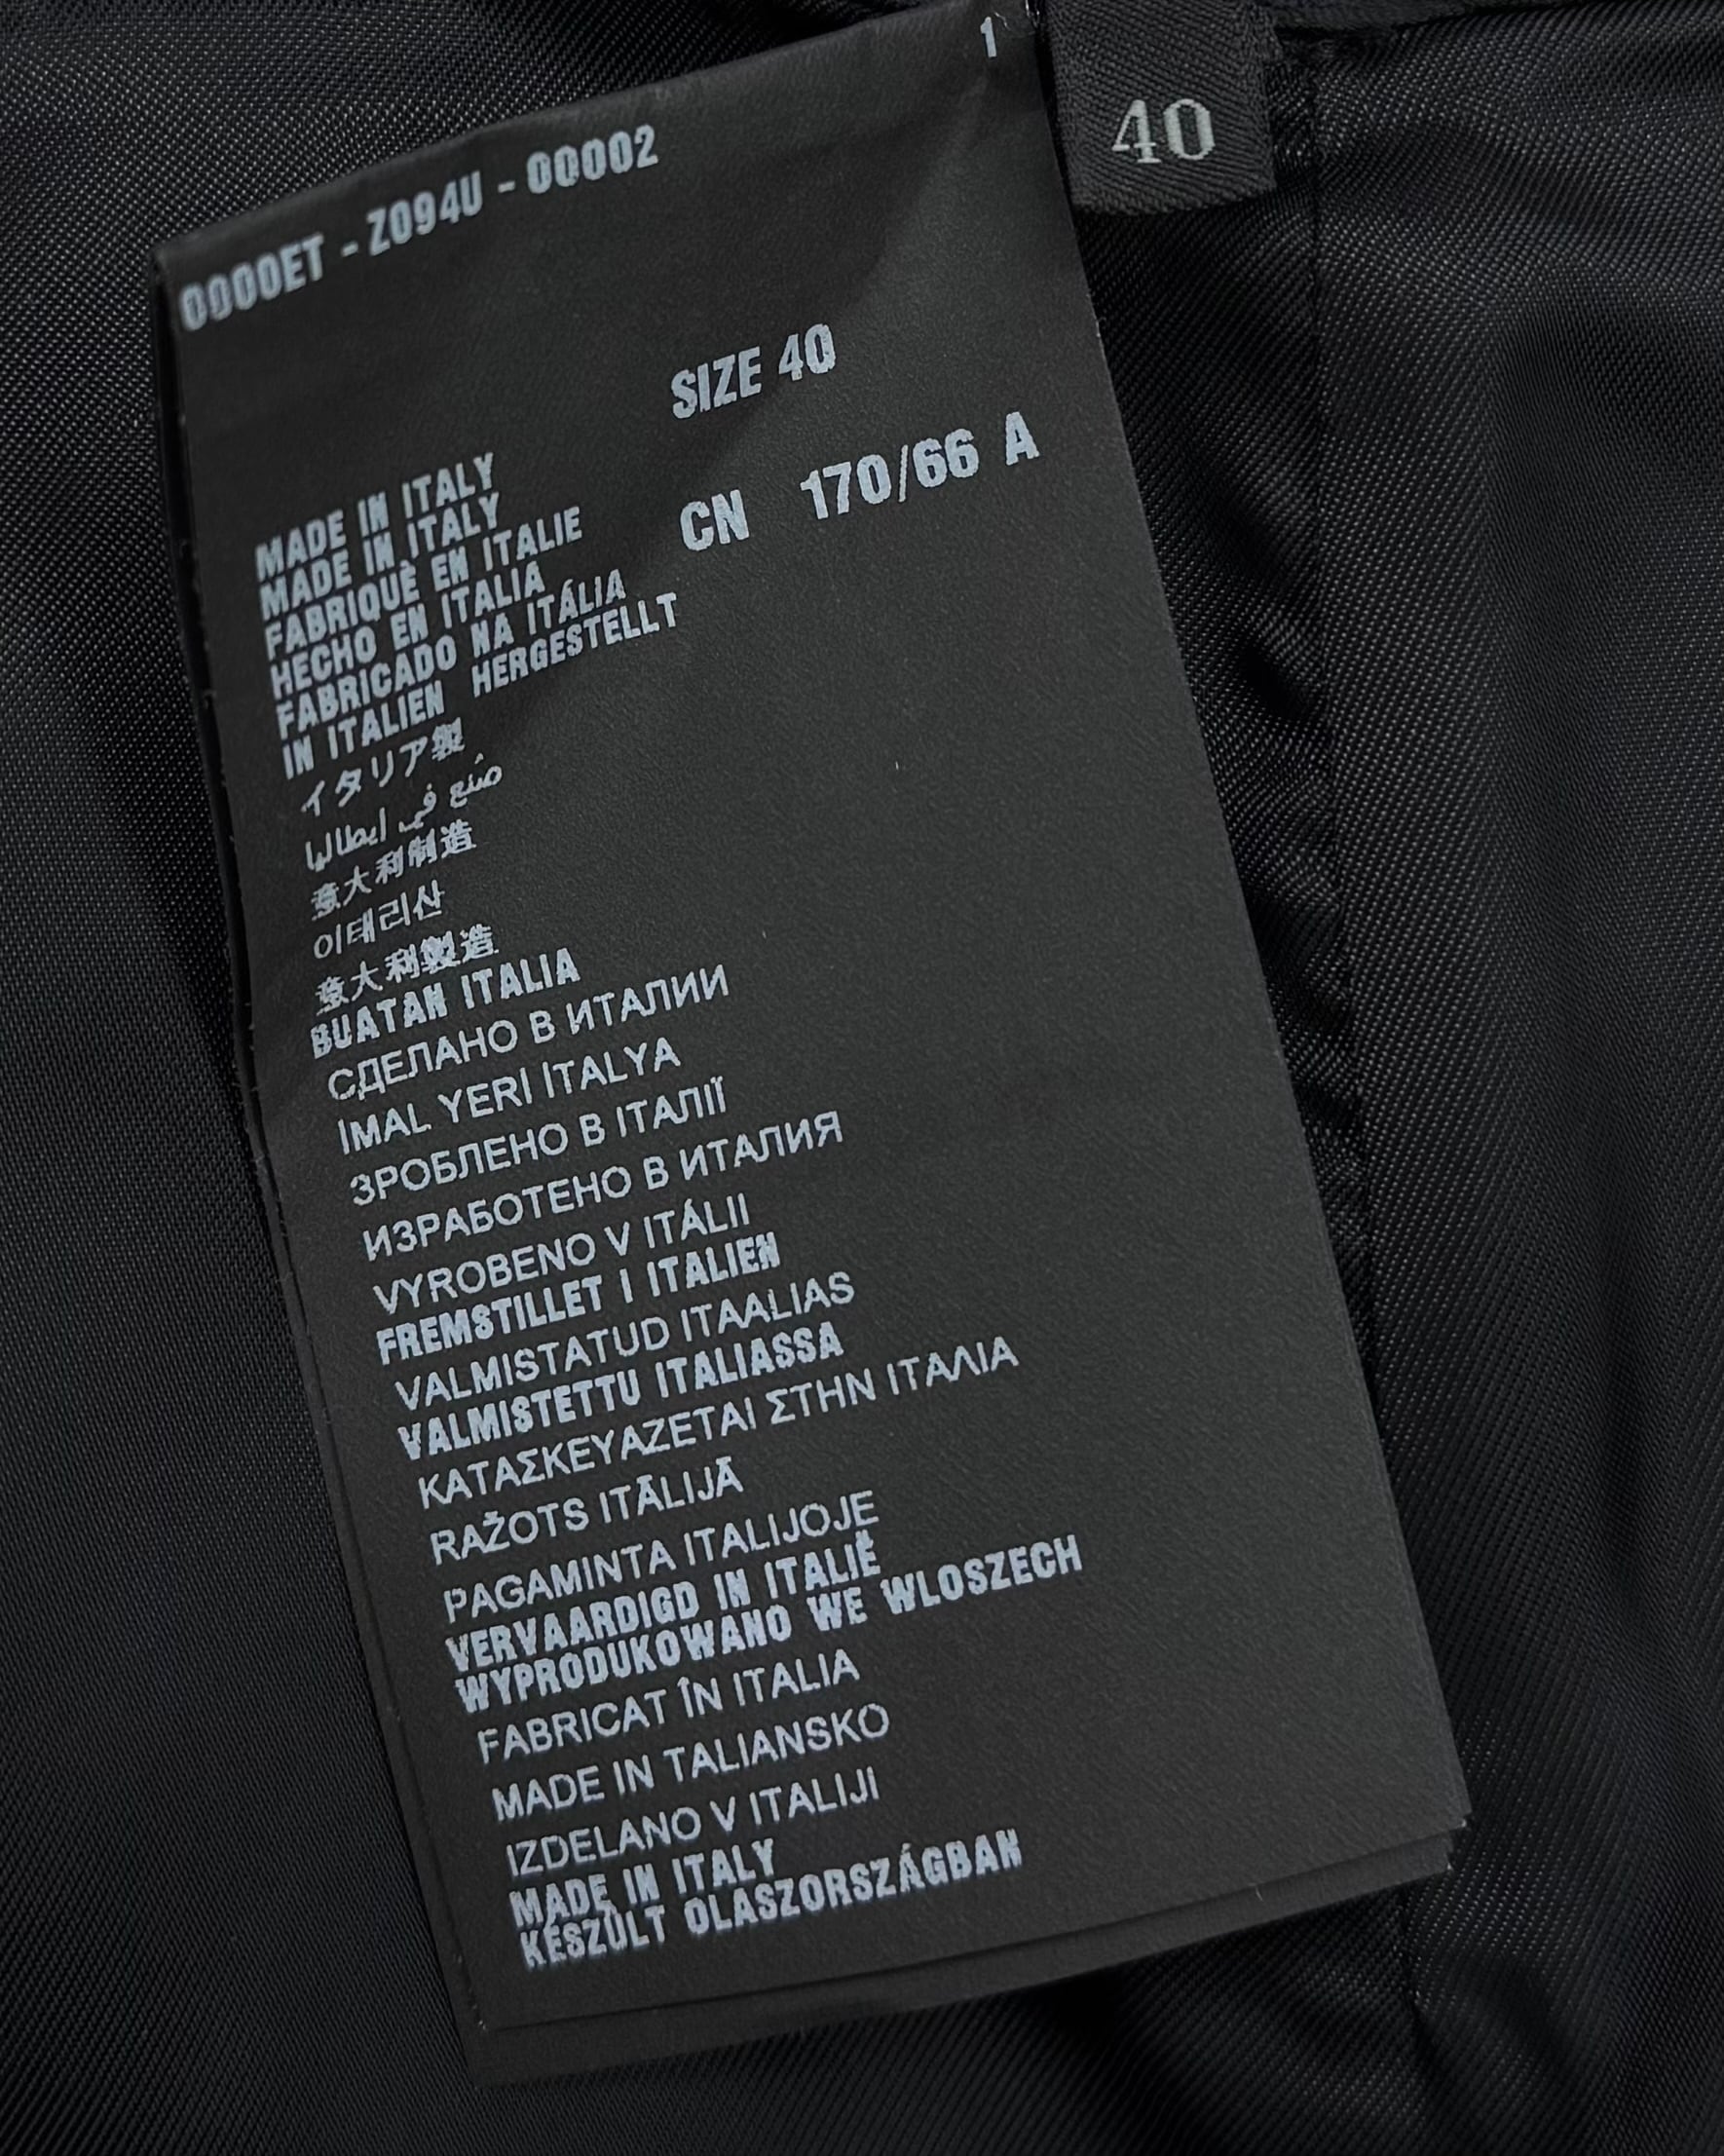 1
40
0000ET - Z094U - 00002
SIZE 40
CN 170/66 A
MADE IN ITALY
MADE IN ITALY
FABRIQUÈ EN ITALIE
HECHO EN ITALIA
FABRICADO NA ITÁLIA
IN ITALIEN HERGESTELLT
イタリア製
صنع في ايطاليا
意大利制造
이태리산
意大利製造
BUATAN ITALIA
СДЕЛАНО В ИТАЛИИ
İMAL YERİ İTALYA
ЗРОБЛЕНО В ІТАЛІЇ
ИЗРАБОТЕНО В ИТАЛИЯ
VYROBENO V ITÁLII
FREMSTILLET I ITALIEN
VALMISTATUD ITAALIAS
VALMISTETTU ITALIASSA
ΚΑΤΑΣΚΕΥΑΖΕΤΑΙ ΣΤΗΝ ΙΤΑΛΙΑ
RAŽOTS ITĀLIJĀ
PAGAMINTA ITALIJOJE
VERVAARDIGD IN ITALIË
WYPRODUKOWANO WE WLOSZECH
FABRICAT ÎN ITALIA
MADE IN TALIANSKO
IZDELANO V ITALIJI
MADE IN ITALY
KÉSZÜLT OLASZORSZÁGBAN